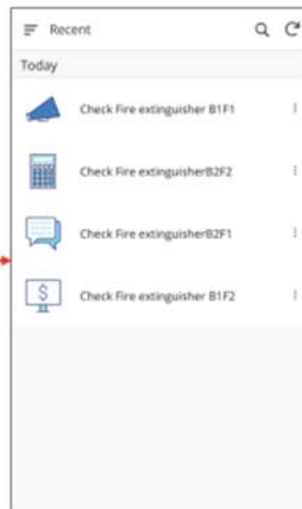 Recent
Today
Check Fire extinguisher B1F1
Check Fire extinguisherB2F2
Check Fire extinguisherB2F1
Check Fire extinguisher B1F2